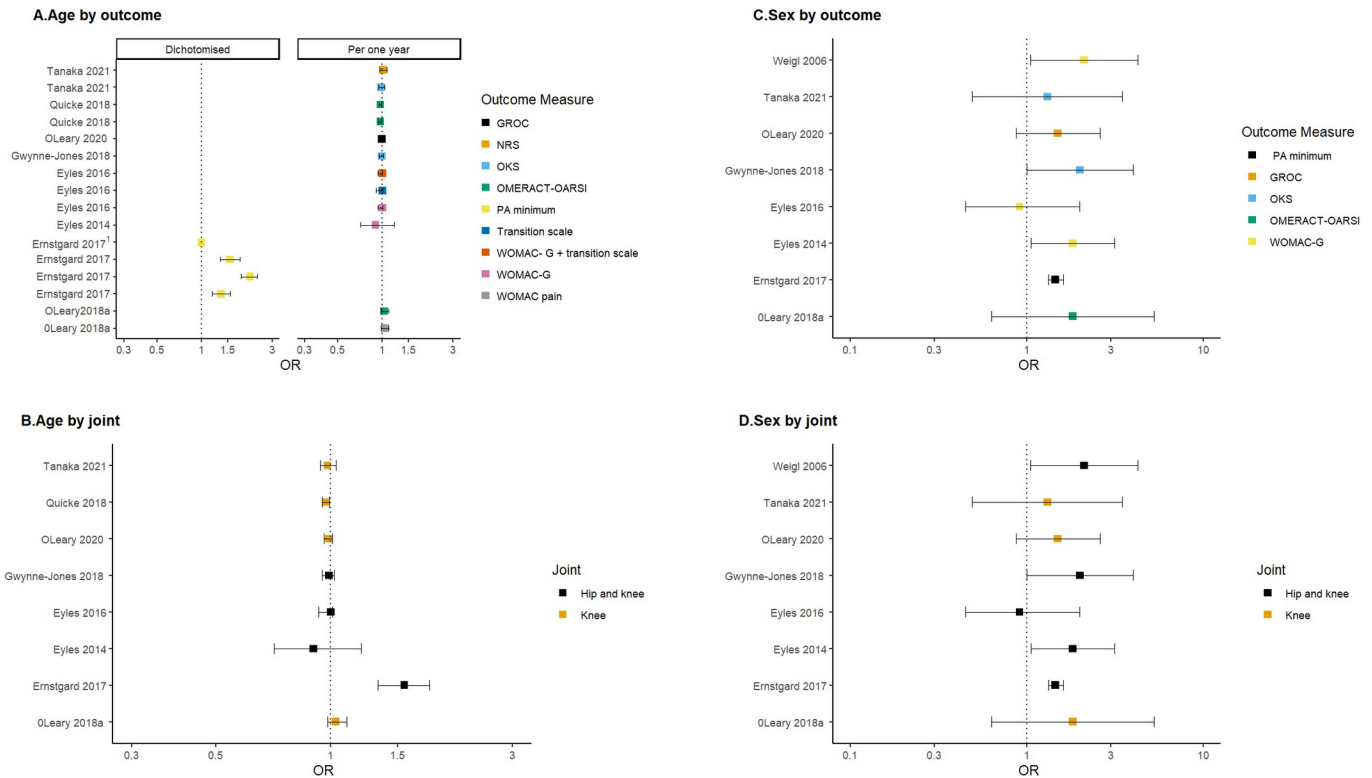 A.Age by outcome
Dichotomised
Per one year
Tanaka 2021
Tanaka 2021
Quicke 2018
Quicke 2018
OLeary 2020
Gwynne-Jones 2018
Eyles 2016
Eyles 2016
Eyles 2016
Eyles 2014
Ernstgard 2017¹
Ernstgard 2017
Ernstgard 2017
Ernstgard 2017
OLeary2018a
0Leary 2018a
0.3 0.5 1 1.5 3
0.3 0.5 1 1.5 3
OR
Outcome Measure
GROC
NRS
OKS
OMERACT-OARSI
PA minimum
Transition scale
WOMAC- G + transition scale
WOMAC-G
WOMAC pain
C.Sex by outcome
Weigl 2006
Tanaka 2021
OLeary 2020
Gwynne-Jones 2018
Eyles 2016
Eyles 2014
Ernstgard 2017
0Leary 2018a
0.1 0.3 1 3 10
OR
Outcome Measure
PA minimum
GROC
OKS
OMERACT-OARSI
WOMAC-G
B.Age by joint
Tanaka 2021
Quicke 2018
OLeary 2020
Gwynne-Jones 2018
Eyles 2016
Eyles 2014
Ernstgard 2017
0Leary 2018a
0.3 0.5 1 1.5 3
OR
Joint
Hip and knee
Knee
D.Sex by joint
Weigl 2006
Tanaka 2021
OLeary 2020
Gwynne-Jones 2018
Eyles 2016
Eyles 2014
Ernstgard 2017
0Leary 2018a
0.1 0.3 1 3 10
OR
Joint
Hip and knee
Knee